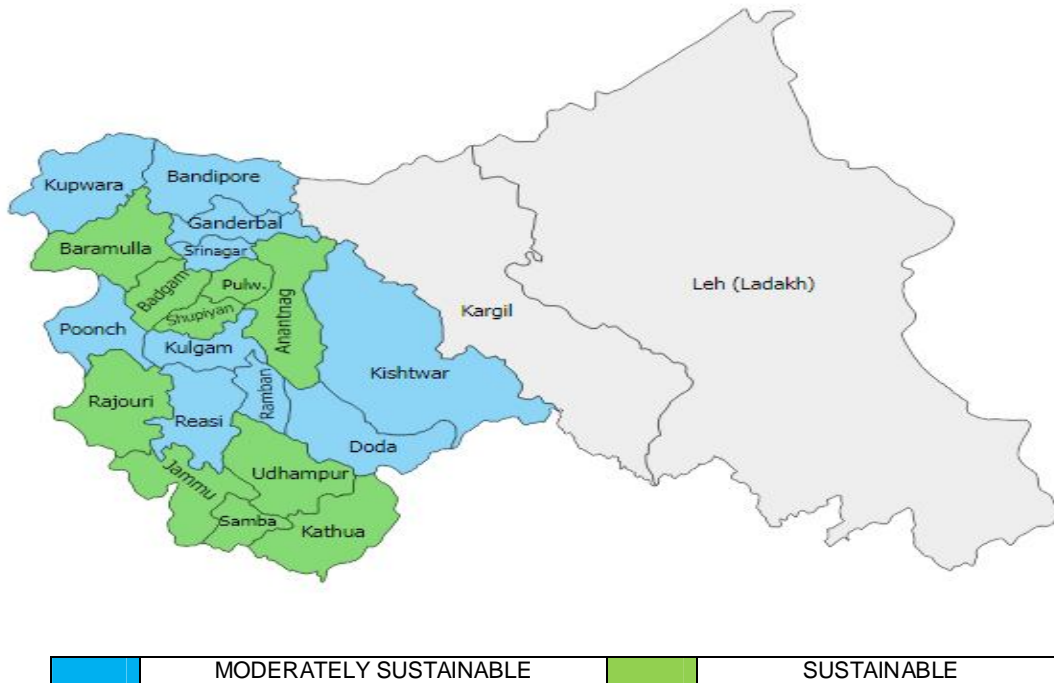 Kupwara
Bandipore
Ganderbal
Baramulla
Srinagar
Badgam
Pulw.
Shupiyan
Anantnag
Leh (Ladakh)
Kargil
Poonch
Kulgam
Kishtwar
Ramban
Rajouri
Reasi
Doda
Jammu
Udhampur
Samba
Kathua
MODERATELY SUSTAINABLE
SUSTAINABLE